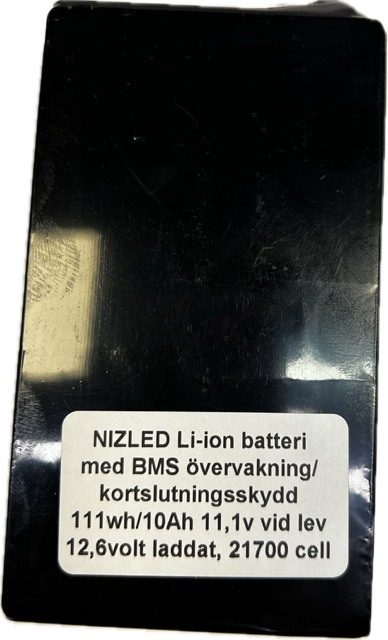 NIZLED Li-ion batteri
med BMS övervakning/
kortslutningsskydd
111wh/10Ah 11,1v vid lev
12,6volt laddat, 21700 cell